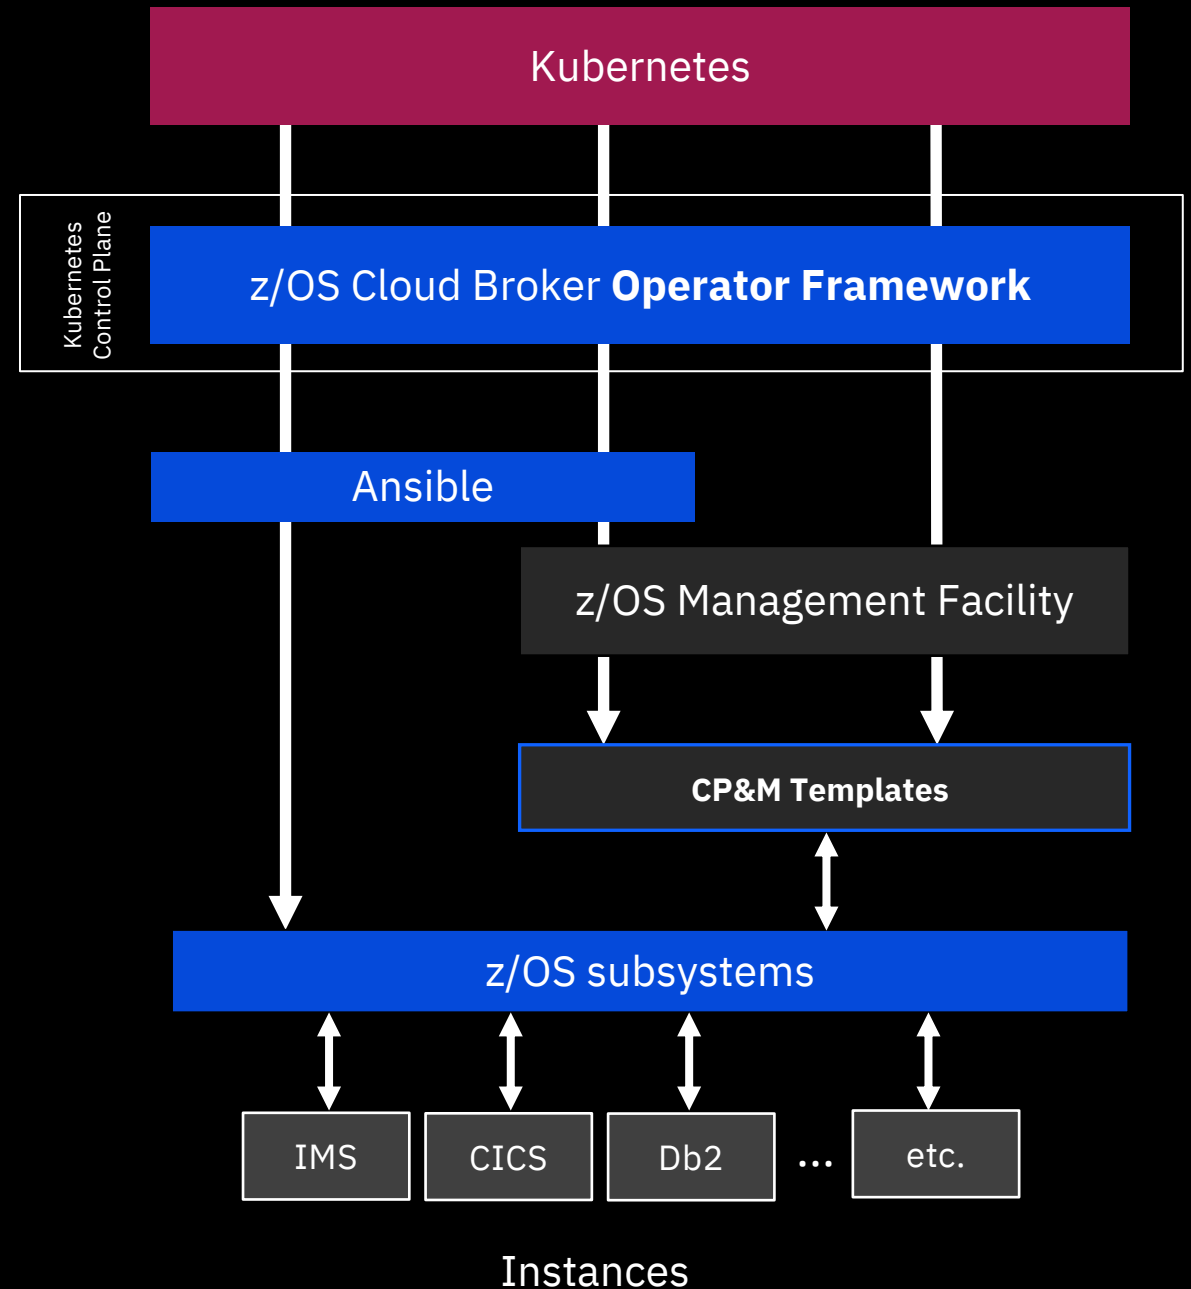 Kubernetes
Kubernetes
Control Plane
z/OS Cloud Broker Operator Framework
Ansible
z/OS Management Facility
CP&M Templates
z/OS subsystems
IMS
CICS
Db2
...
etc.
Instances